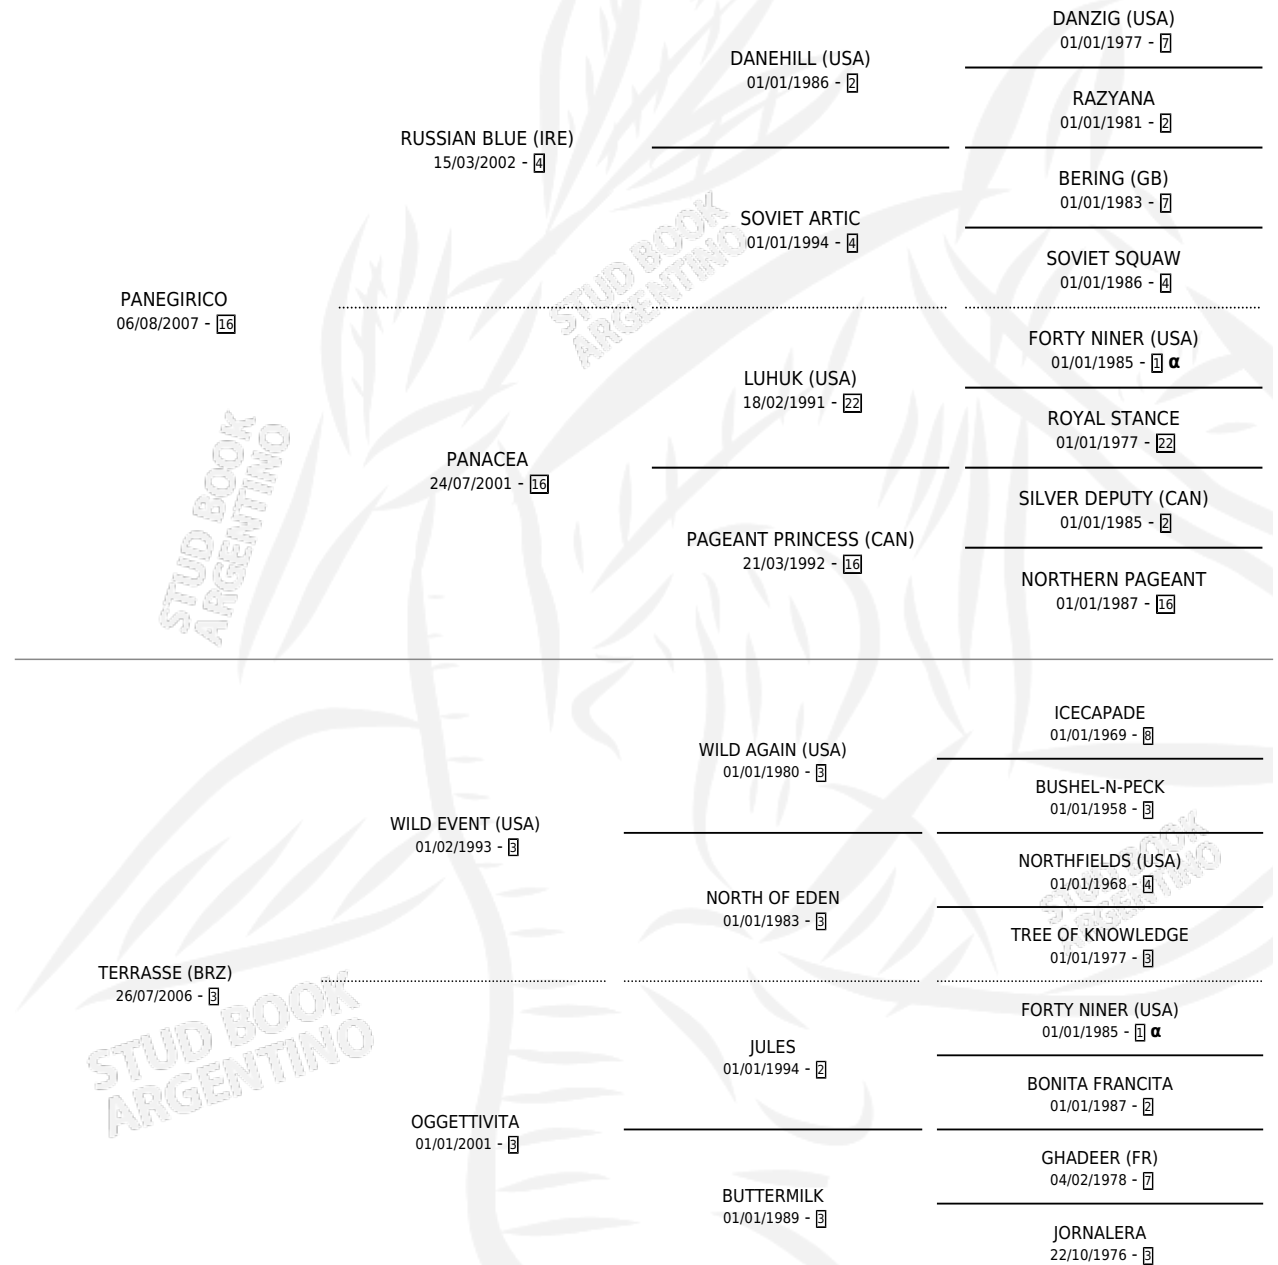 DANZIG (USA)
01/01/1977 - 7
DANEHILL (USA)
01/01/1986 - 2
RAZYANA
01/01/1981 - 2
RUSSIAN BLUE (IRE)
15/03/2002 - 4
BERING (GB)
01/01/1983 - 7
SOVIET ARTIC
01/01/1994 - 4
SOVIET SQUAW
01/01/1986 - 4
PANEGIRICO
06/08/2007 - 16
FORTY NINER (USA)
01/01/1985 - 1 α
LUHUK (USA)
18/02/1991 - 22
ROYAL STANCE
01/01/1977 - 22
PANACEA
24/07/2001 - 16
SILVER DEPUTY (CAN)
01/01/1985 - 2
PAGEANT PRINCESS (CAN)
21/03/1992 - 16
NORTHERN PAGEANT
01/01/1987 - 16
ICECAPADE
01/01/1969 - 8
WILD AGAIN (USA)
01/01/1980 - 3
BUSHEL-N-PECK
01/01/1958 - 3
WILD EVENT (USA)
01/02/1993 - 3
NORTHFIELDS (USA)
01/01/1968 - 4
NORTH OF EDEN
01/01/1983 - 3
TREE OF KNOWLEDGE
01/01/1977 - 3
TERRASSE (BRZ)
26/07/2006 - 3
FORTY NINER (USA)
01/01/1985 - 1 α
JULES
01/01/1994 - 2
BONITA FRANCITA
01/01/1987 - 2
OGGETTIVITA
01/01/2001 - 3
GHADEER (FR)
04/02/1978 - 7
BUTTERMILK
01/01/1989 - 3
JORNALERA
22/10/1976 - 3
STUD BOOK
ARGENTINO
STUD BOOK
ARGENTINO
STUD BOOK
ARGENTINO
STUD BOOK
ARGENTINO